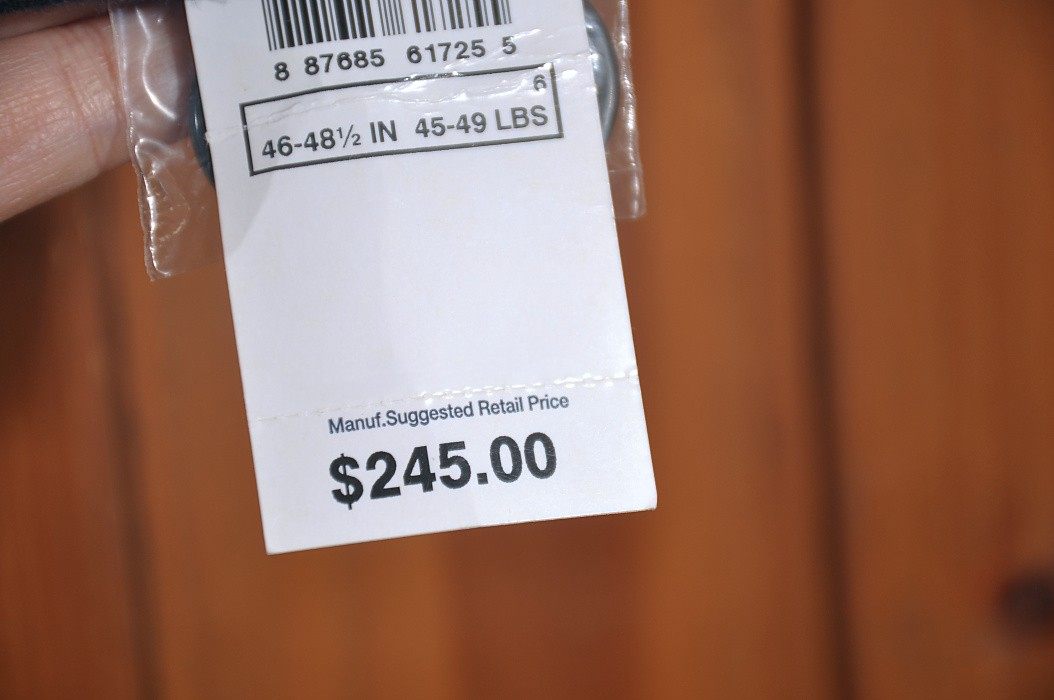 8 87685 61725 5
6
46-48½ IN 45-49 LBS
Manuf.Suggested Retail Price
$245.00